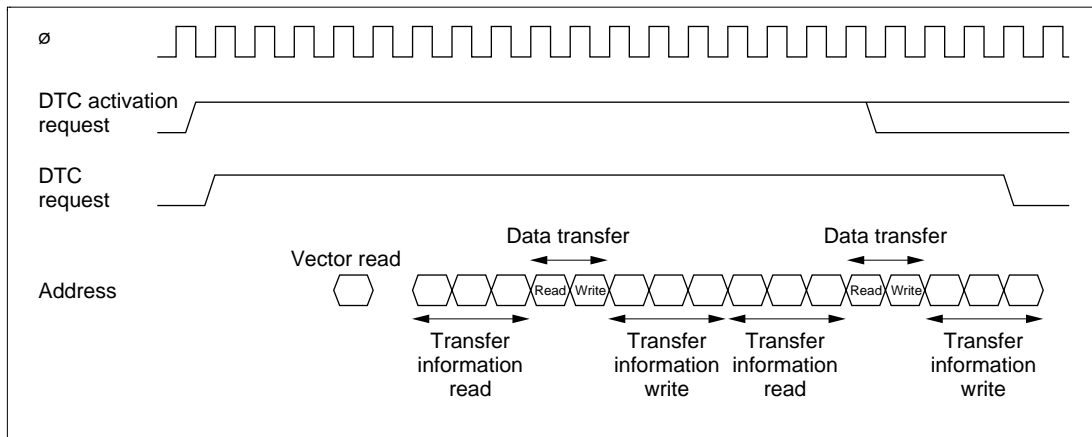 ø
DTC activation
request
DTC
request
Data transfer
Data transfer
Vector read
Address
Read
Write
Read
Write
Transfer
information
read
Transfer
information
write
Transfer
information
read
Transfer
information
write